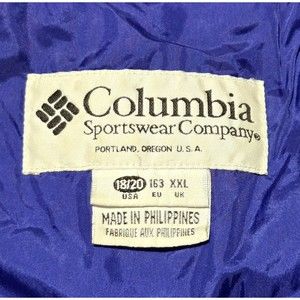 Columbia
Sportswear Company®
PORTLAND, OREGON U.S.A.
18/20 163 XXL
USA EU UK
MADE IN PHILIPPINES
FABRIQUE AUX PHILIPPINES